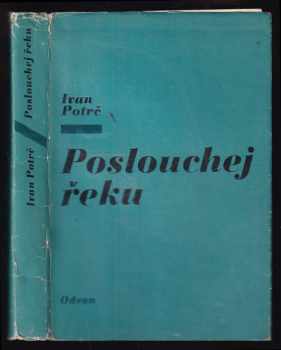 Ivan Potrč / Poslouchej řeku
Ivan
Potrč
Poslouchej
řeku
Odeon